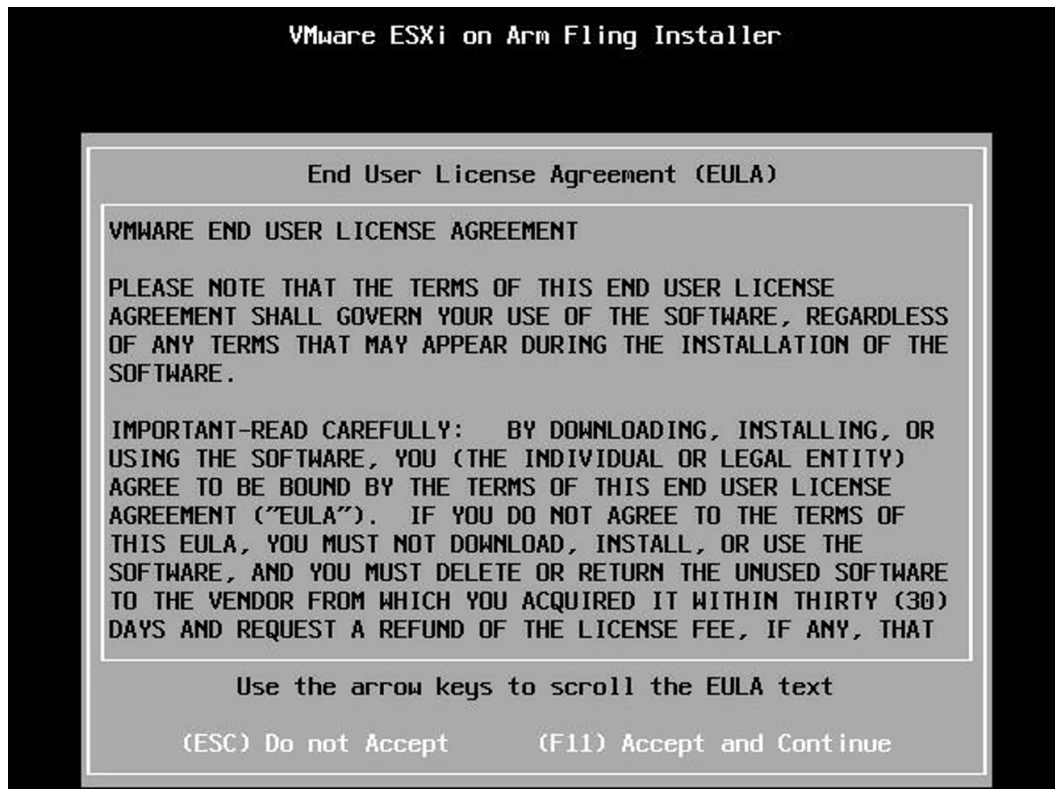 VMware ESXi on Arm Fling Installer
End User License Agreement (EULA)
VMWARE END USER LICENSE AGREEMENT
PLEASE NOTE THAT THE TERMS OF THIS END USER LICENSE
AGREEMENT SHALL GOVERN YOUR USE OF THE SOFTWARE, REGARDLESS
OF ANY TERMS THAT MAY APPEAR DURING THE INSTALLATION OF THE
SOFTWARE.
IMPORTANT-READ CAREFULLY:   BY DOWNLOADING, INSTALLING, OR
USING THE SOFTWARE, YOU (THE INDIVIDUAL OR LEGAL ENTITY)
AGREE TO BE BOUND BY THE TERMS OF THIS END USER LICENSE
AGREEMENT ("EULA").  IF YOU DO NOT AGREE TO THE TERMS OF
THIS EULA, YOU MUST NOT DOWNLOAD, INSTALL, OR USE THE
SOFTWARE, AND YOU MUST DELETE OR RETURN THE UNUSED SOFTWARE
TO THE VENDOR FROM WHICH YOU ACQUIRED IT WITHIN THIRTY (30)
DAYS AND REQUEST A REFUND OF THE LICENSE FEE, IF ANY, THAT
Use the arrow keys to scroll the EULA text
(ESC) Do not Accept (F11) Accept and Continue